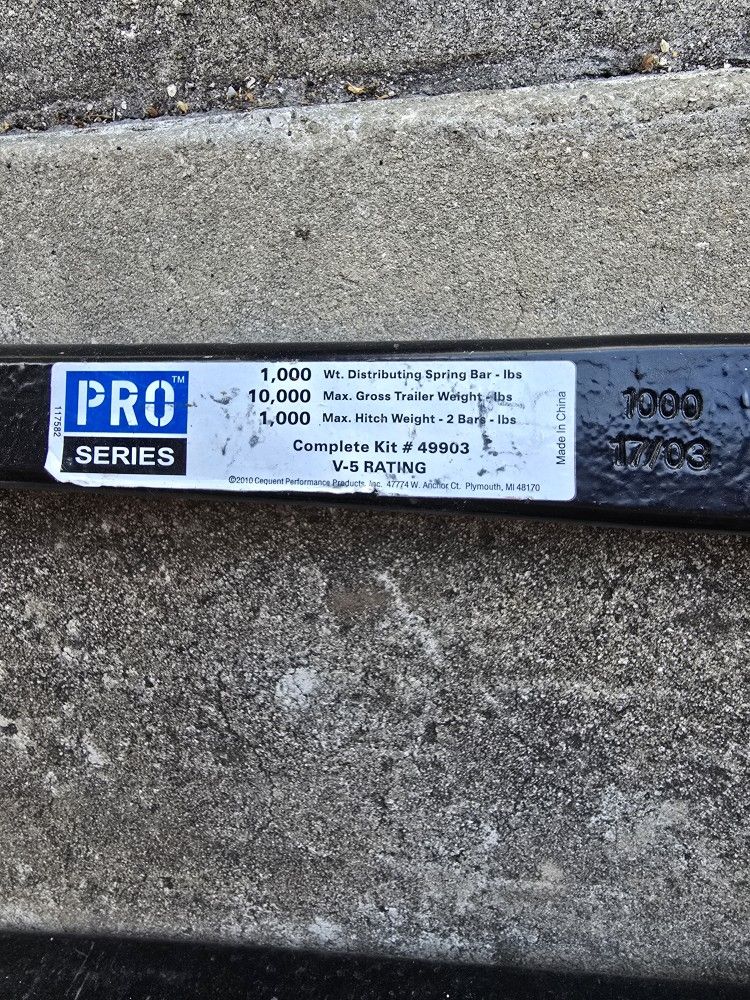 PRO™
SERIES
117582
1,000 Wt. Distributing Spring Bar - lbs
10,000 Max. Gross Trailer Weight - lbs
1,000 Max. Hitch Weight - 2 Bars - lbs
Complete Kit # 49903
V-5 RATING
©2010 Cequent Performance Products, Inc. 47774 W. Anchor Ct. Plymouth, MI 48170
Made In China
1000
17/03